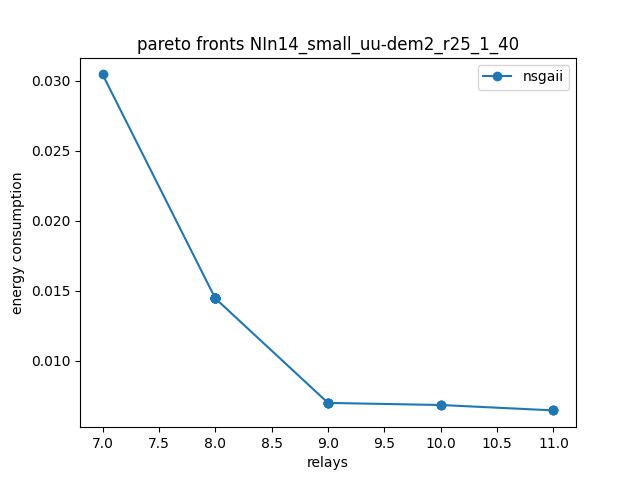 pareto fronts NIn14_small_uu-dem2_r25_1_40
nsgaii
energy consumption
0.030
0.025
0.020
0.015
0.010
7.0 7.5 8.0 8.5 9.0 9.5 10.0 10.5 11.0
relays